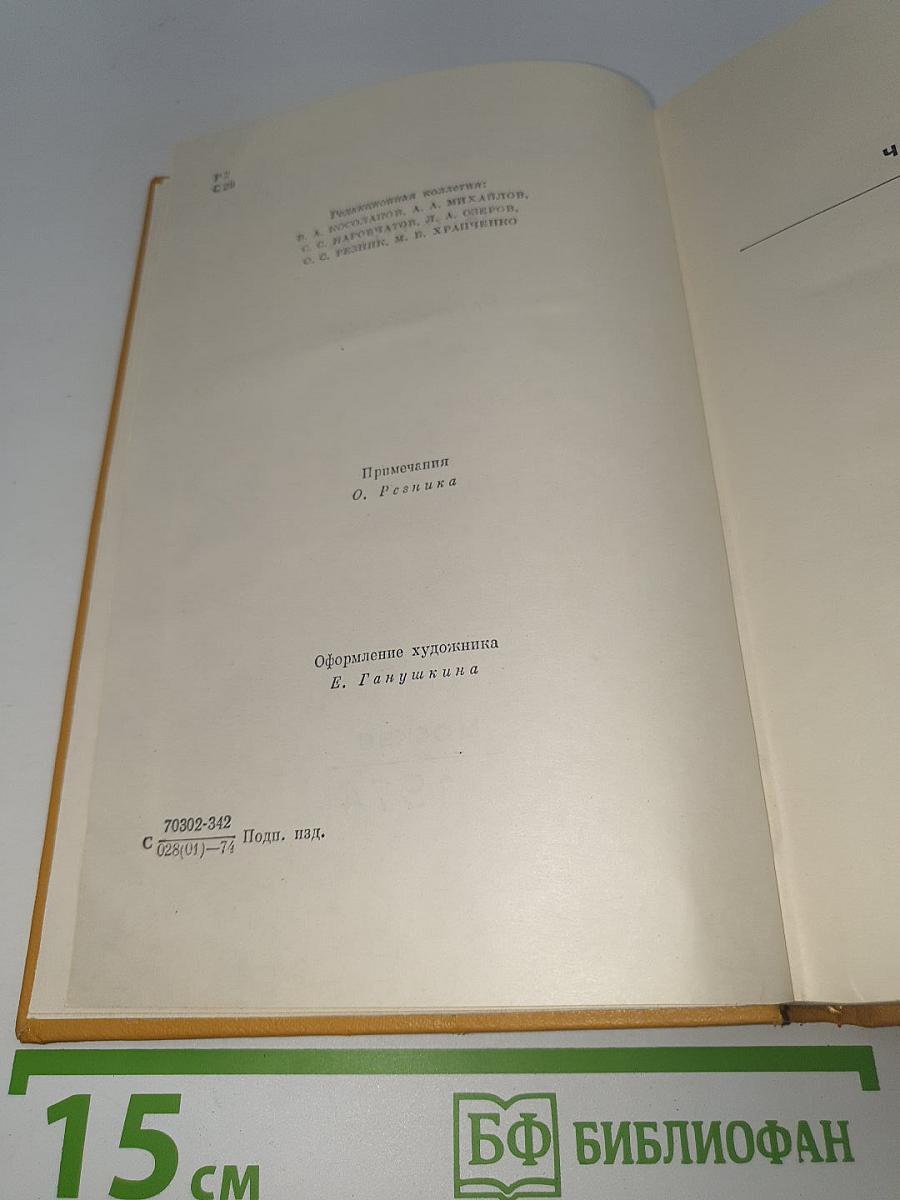 Р2
С29
Редакционная коллегия:
В. А. КОСОЛАПОВ, А. А. МИХАЙЛОВ,
С. С. НАРОВЧАТОВ, Л. А. ОЗЕРОВ,
О. С. РЕЗНИК, М. Б. ХРАПЧЕНКО
Примечания
О. Резника
Оформление художника
Е. Ганушкина
С 70302-342
028(01)—74 Подп. изд.
Ч
15 см
БФ БИБЛИОФАН